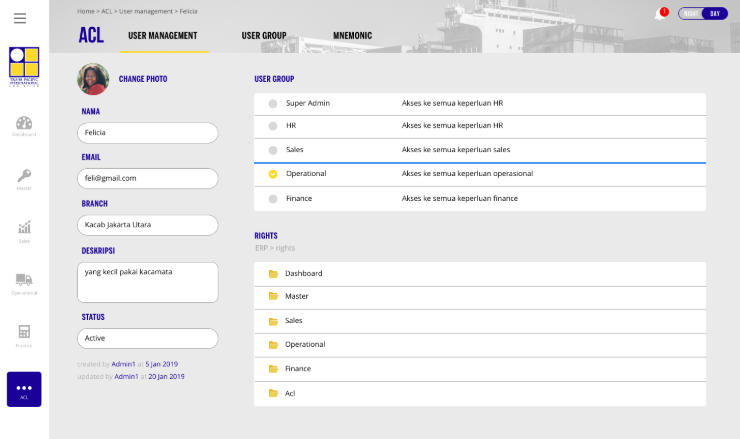 Home > ACL > User management > Felicia
1
NIGHT
DAY
ACL
USER MANAGEMENT
USER GROUP
MNEMONIC
TRANS PACIFIC
INTERNATIONAL
LOGISTICS
Dashboard
Master
Sales
Operational
Finance
ACL
CHANGE PHOTO
NAMA
Felicia
EMAIL
feli@gmail.com
BRANCH
Kacab Jakarta Utara
DESKRIPSI
yang kecil pakai kacamata
STATUS
Active
created by Admin1 at 5 Jan 2019
updated by Admin1 at 20 Jan 2019
USER GROUP
Super Admin Akses ke semua keperluan HR
HR Akses ke semua keperluan HR
Sales Akses ke semua keperluan sales
Operational Akses ke semua keperluan operasional
Finance Akses ke semua keperluan finance
RIGHTS
ERP > rights
Dashboard
Master
Sales
Operational
Finance
Acl